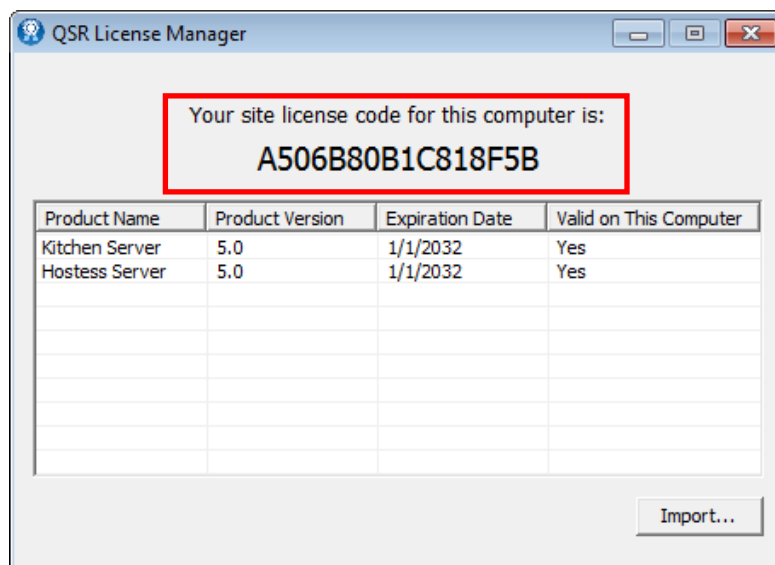 QSR License Manager
Your site license code for this computer is:
A506B80B1C818F5B
Product Name Product Version Expiration Date Valid on This Computer
Kitchen Server 5.0 1/1/2032 Yes
Hostess Server 5.0 1/1/2032 Yes
Import...